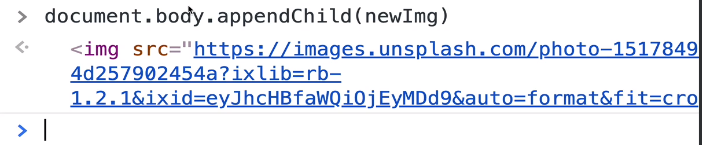 > document.body.appendChild(newImg)
<img src="https://images.unsplash.com/photo-1517849
4d257902454a?ixlib=rb-
1.2.1&ixid=eyJhcHBfaWQiOjEyMDd9&auto=format&fit=cro
>